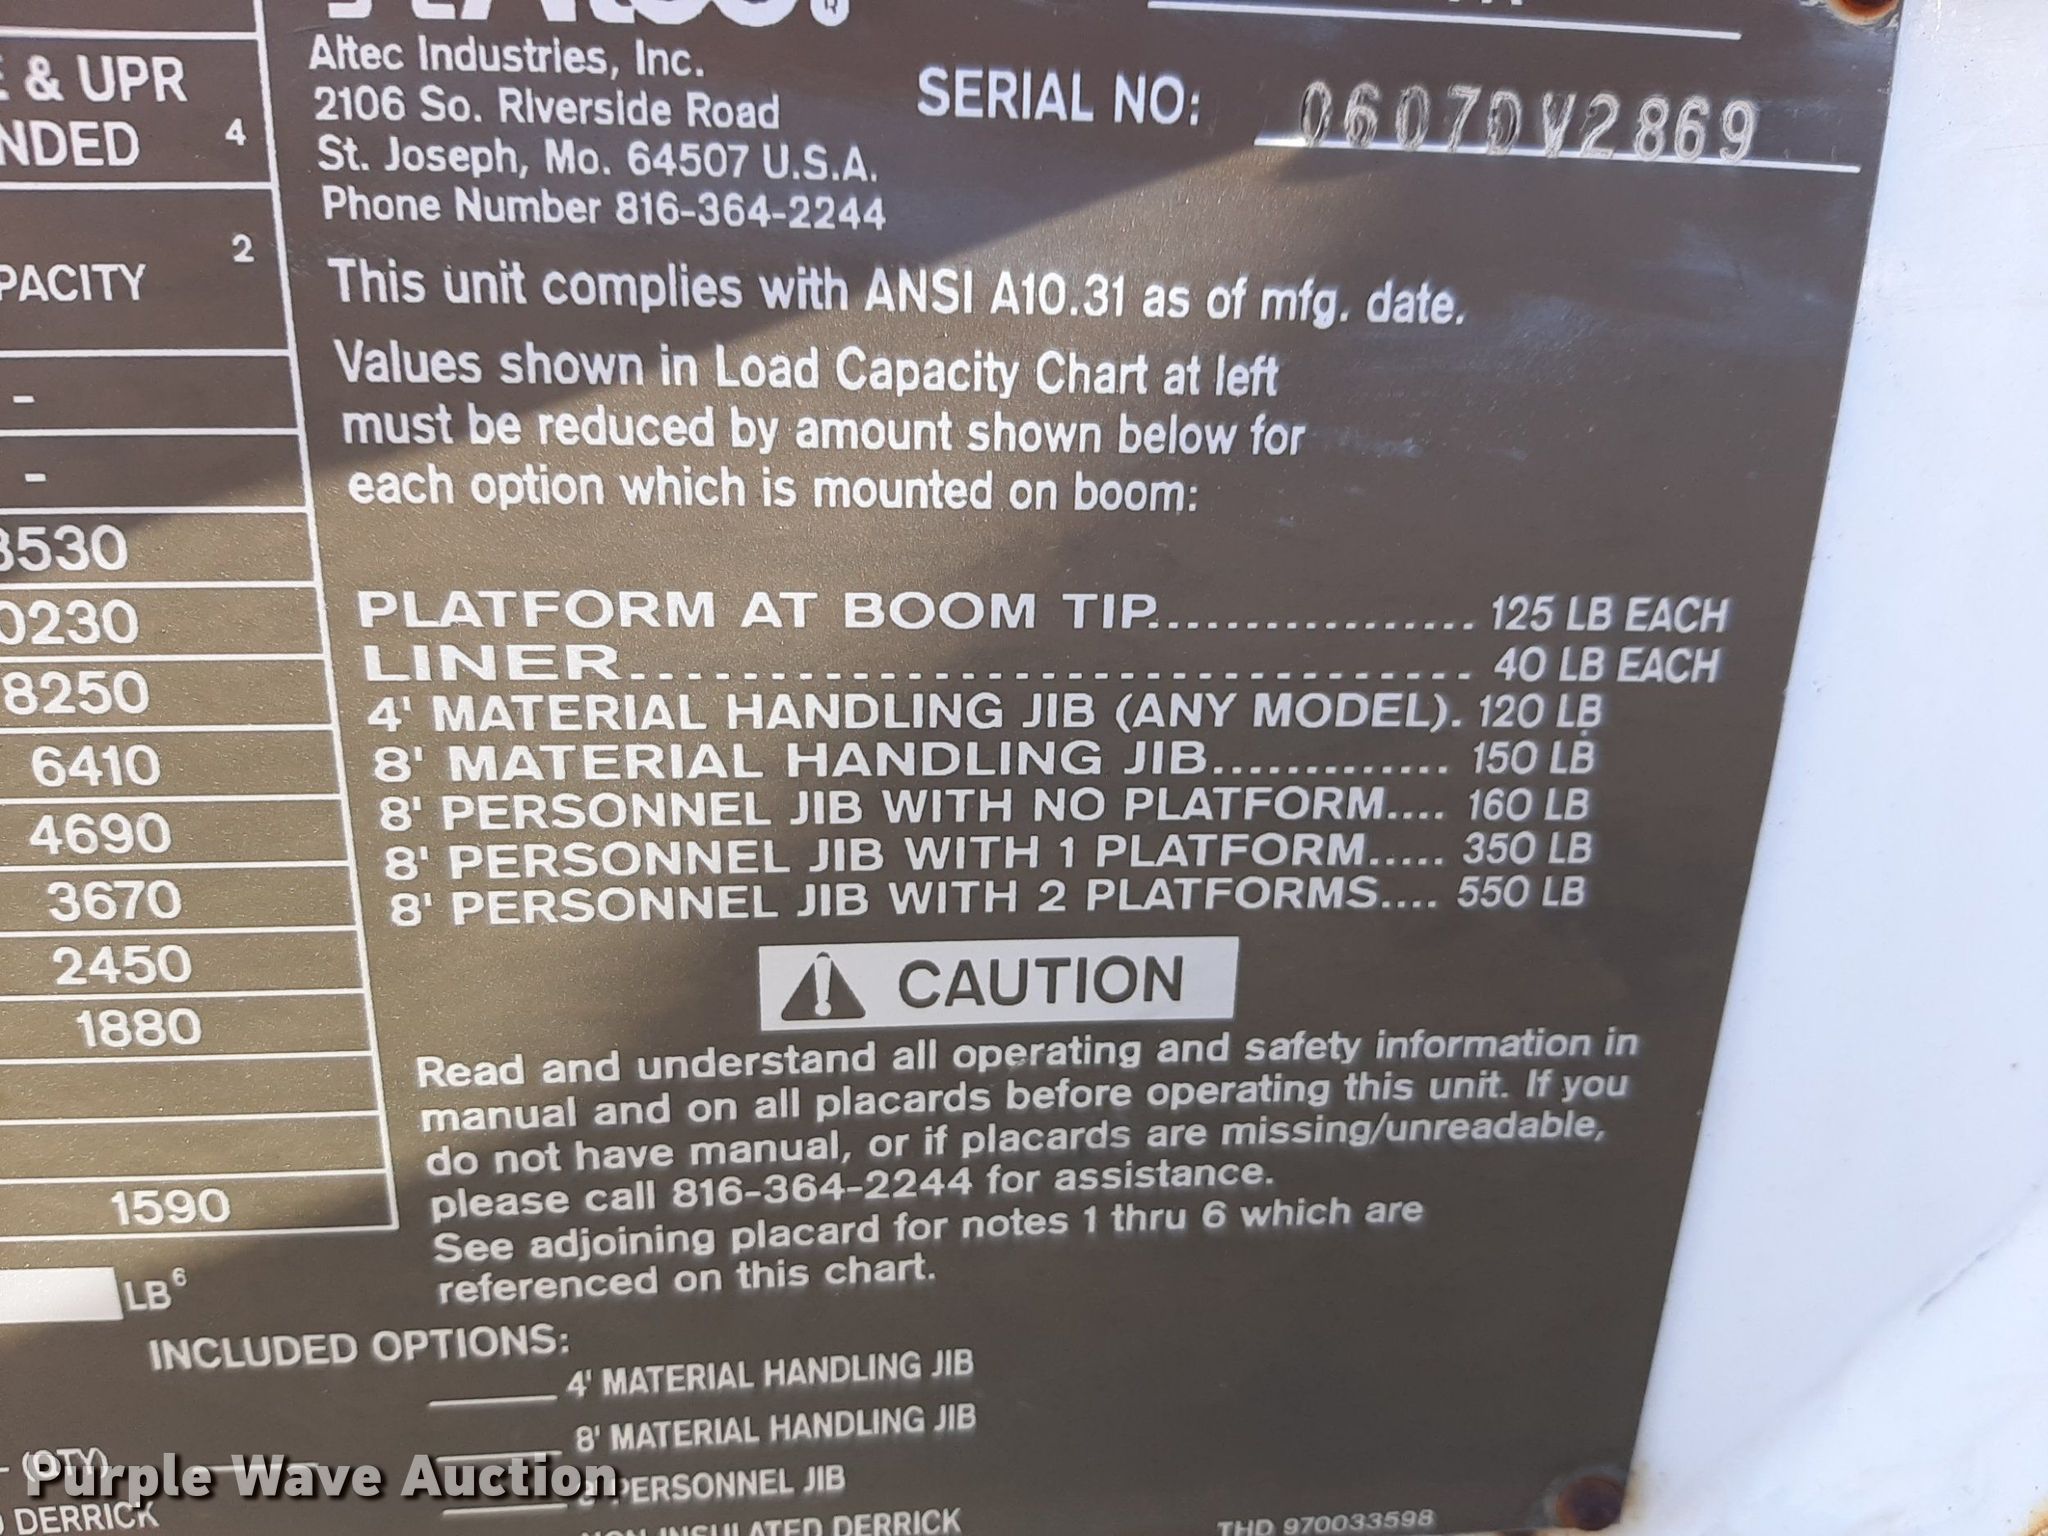 Altec Industries, Inc.
2106 So. Riverside Road
St. Joseph, Mo. 64507 U.S.A.
Phone Number 816-364-2244
SERIAL NO: 0607DV2869
& UPR
4
2
-
-
6410
4690
3670
2450
1880
1590
LB6
This unit complies with ANSI A10.31 as of mfg. date.
Values shown in Load Capacity Chart at left
must be reduced by amount shown below for
each option which is mounted on boom:
PLATFORM AT BOOM TIP................. 125 LB EACH
LINER................................ 40 LB EACH
4' MATERIAL HANDLING JIB (ANY MODEL). 120 LB
8' MATERIAL HANDLING JIB............. 150 LB
8' PERSONNEL JIB WITH NO PLATFORM.... 160 LB
8' PERSONNEL JIB WITH 1 PLATFORM..... 350 LB
8' PERSONNEL JIB WITH 2 PLATFORMS.... 550 LB
CAUTION
Read and understand all operating and safety information in
manual and on all placards before operating this unit. If you
do not have manual, or if placards are missing/unreadable,
please call 816-364-2244 for assistance.
See adjoining placard for notes 1 thru 6 which are
referenced on this chart.
INCLUDED OPTIONS:
4' MATERIAL HANDLING JIB
8' MATERIAL HANDLING JIB
(QTY)
8' PERSONNEL JIB
DERRICK
NON-INSULATED DERRICK
THD 970033598
Purple Wave Auction